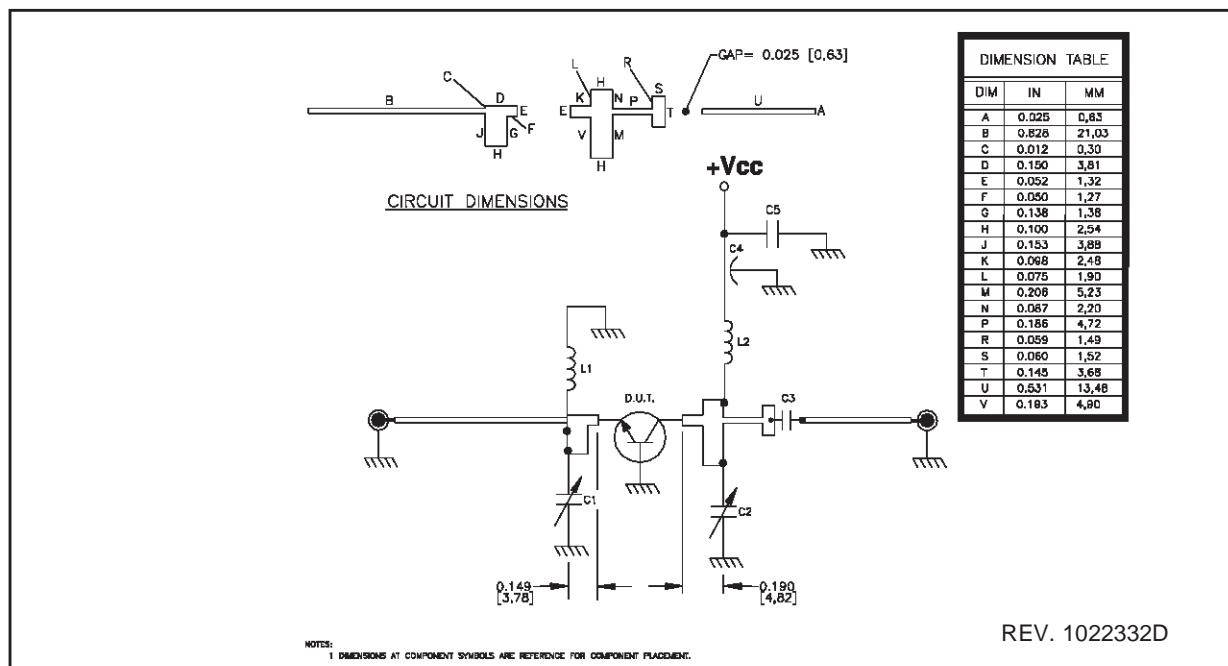 GAP= 0.025 [0,63]
C
D
B
E
F
J
G
H
L
H
K
N
E
V
M
H
R
S
P
T
U
A
CIRCUIT DIMENSIONS
+Vcc
C5
C4
L2
L1
D.U.T.
C3
C1
C2
0.149
[3,78]
0.190
[4,82]
NOTES:
1 DIMENSIONS AT COMPONENT SYMBOLS ARE REFERENCE FOR COMPONENT PLACEMENT.
DIMENSION TABLE
DIM IN MM
A 0.025 0,63
B 0.828 21,03
C 0.012 0,30
D 0.150 3,81
E 0.052 1,32
F 0.050 1,27
G 0.138 1,38
H 0.100 2,54
J 0.153 3,88
K 0.098 2,48
L 0.075 1,90
M 0.206 5,23
N 0.087 2,20
P 0.186 4,72
R 0.059 1,49
S 0.060 1,52
T 0.145 3,68
U 0.531 13,48
V 0.193 4,90
REV. 1022332D